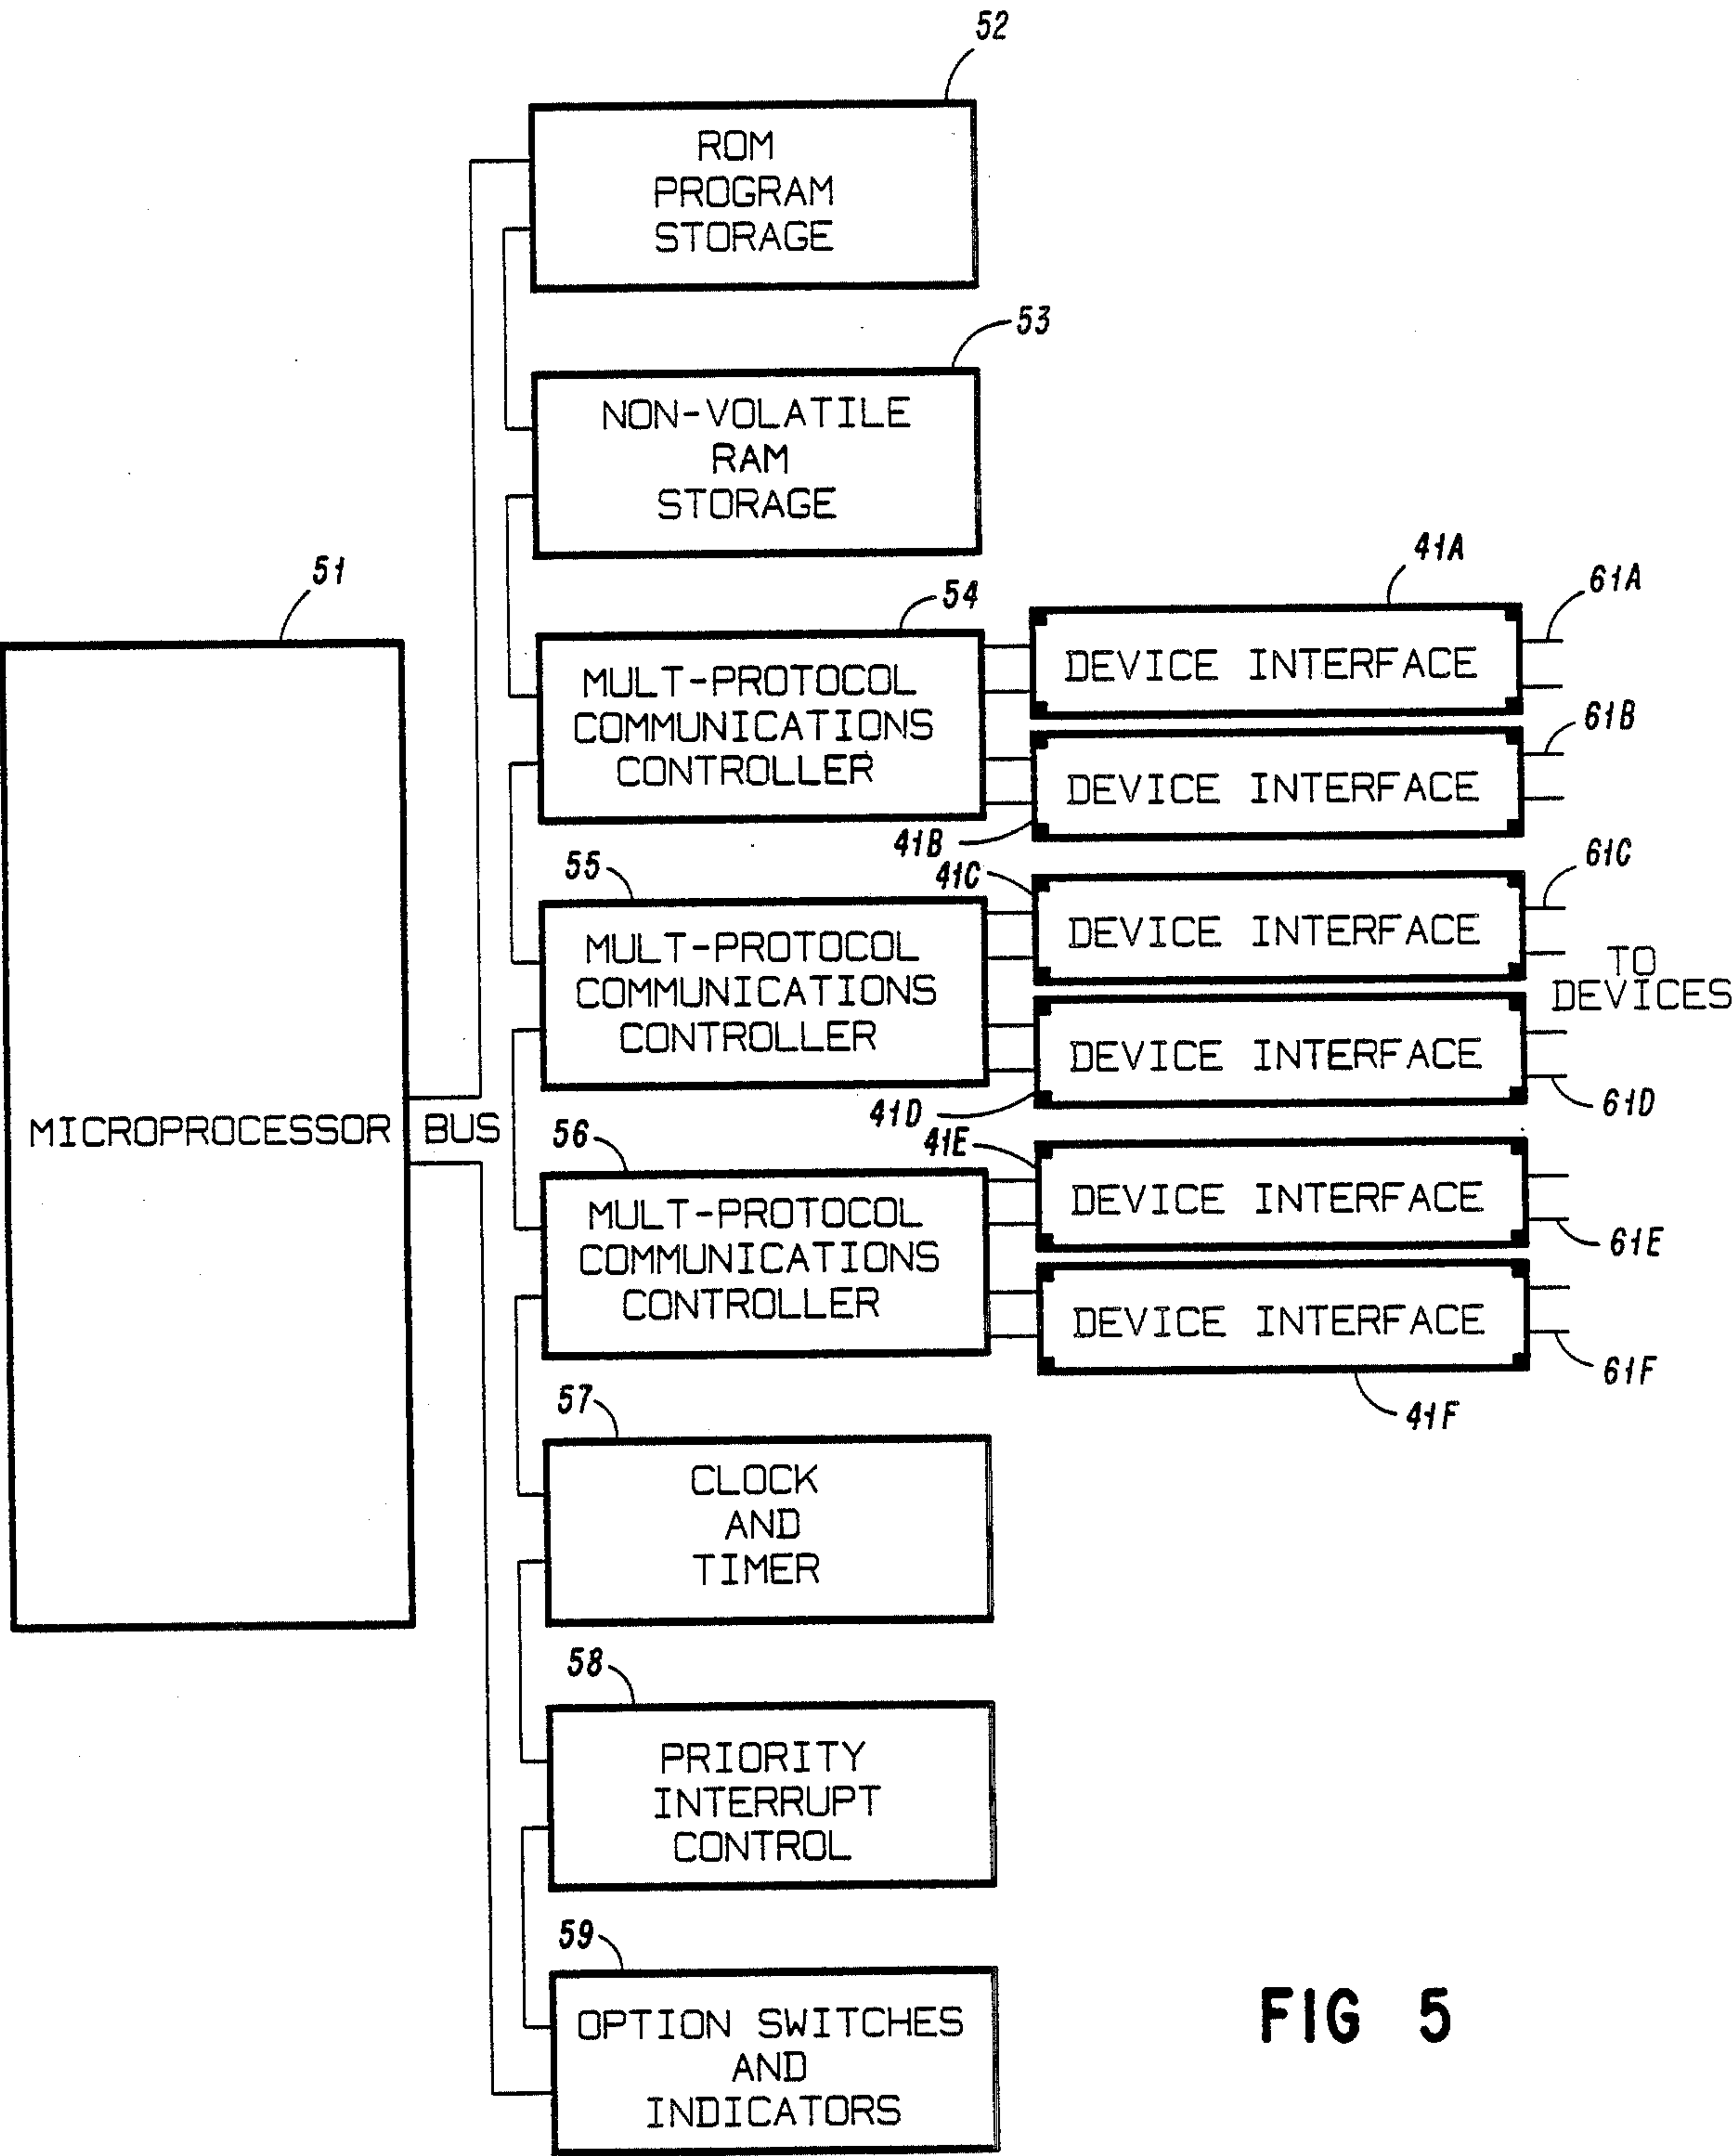 52
ROM
PROGRAM
STORAGE
53
NON-VOLATILE
RAM
STORAGE
51
MICROPROCESSOR
BUS
54
MULT-PROTOCOL
COMMUNICATIONS
CONTROLLER
41A
DEVICE INTERFACE
61A
41B
DEVICE INTERFACE
61B
55
MULT-PROTOCOL
COMMUNICATIONS
CONTROLLER
41C
DEVICE INTERFACE
61C
TO
DEVICES
41D
DEVICE INTERFACE
61D
56
MULT-PROTOCOL
COMMUNICATIONS
CONTROLLER
41E
DEVICE INTERFACE
61E
DEVICE INTERFACE
61F
41F
57
CLOCK
AND
TIMER
58
PRIORITY
INTERRUPT
CONTROL
59
OPTION SWITCHES
AND
INDICATORS
FIG 5